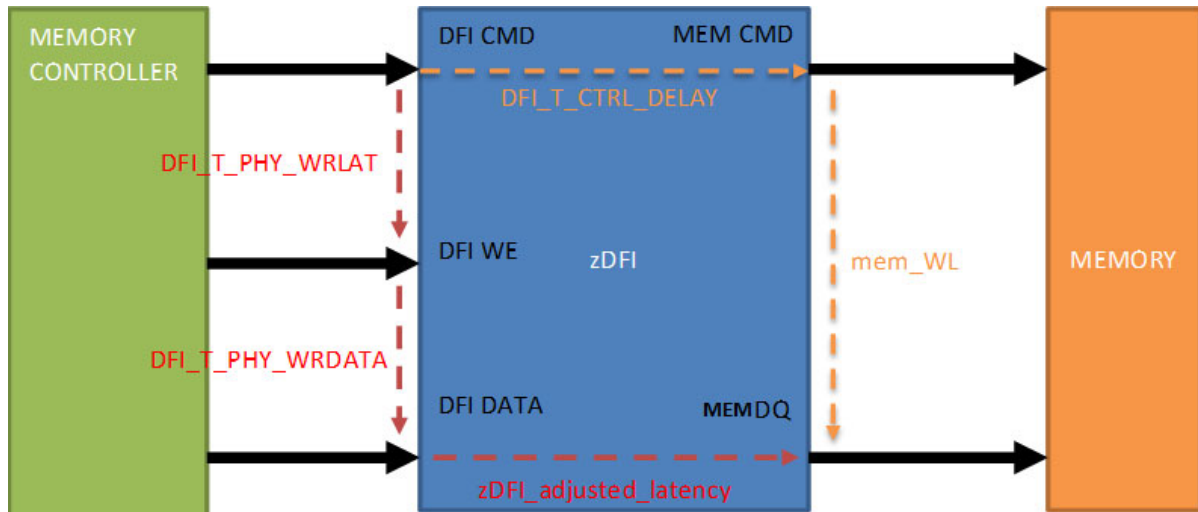 MEMORY
CONTROLLER
DFI CMD
MEM CMD
DFI_T_CTRL_DELAY
DFI_T_PHY_WRLAT
DFI WE
zDFI
mem_WL
MEMORY
DFI_T_PHY_WRDATA
DFI DATA
MEMDQ
zDFI_adjusted_latency